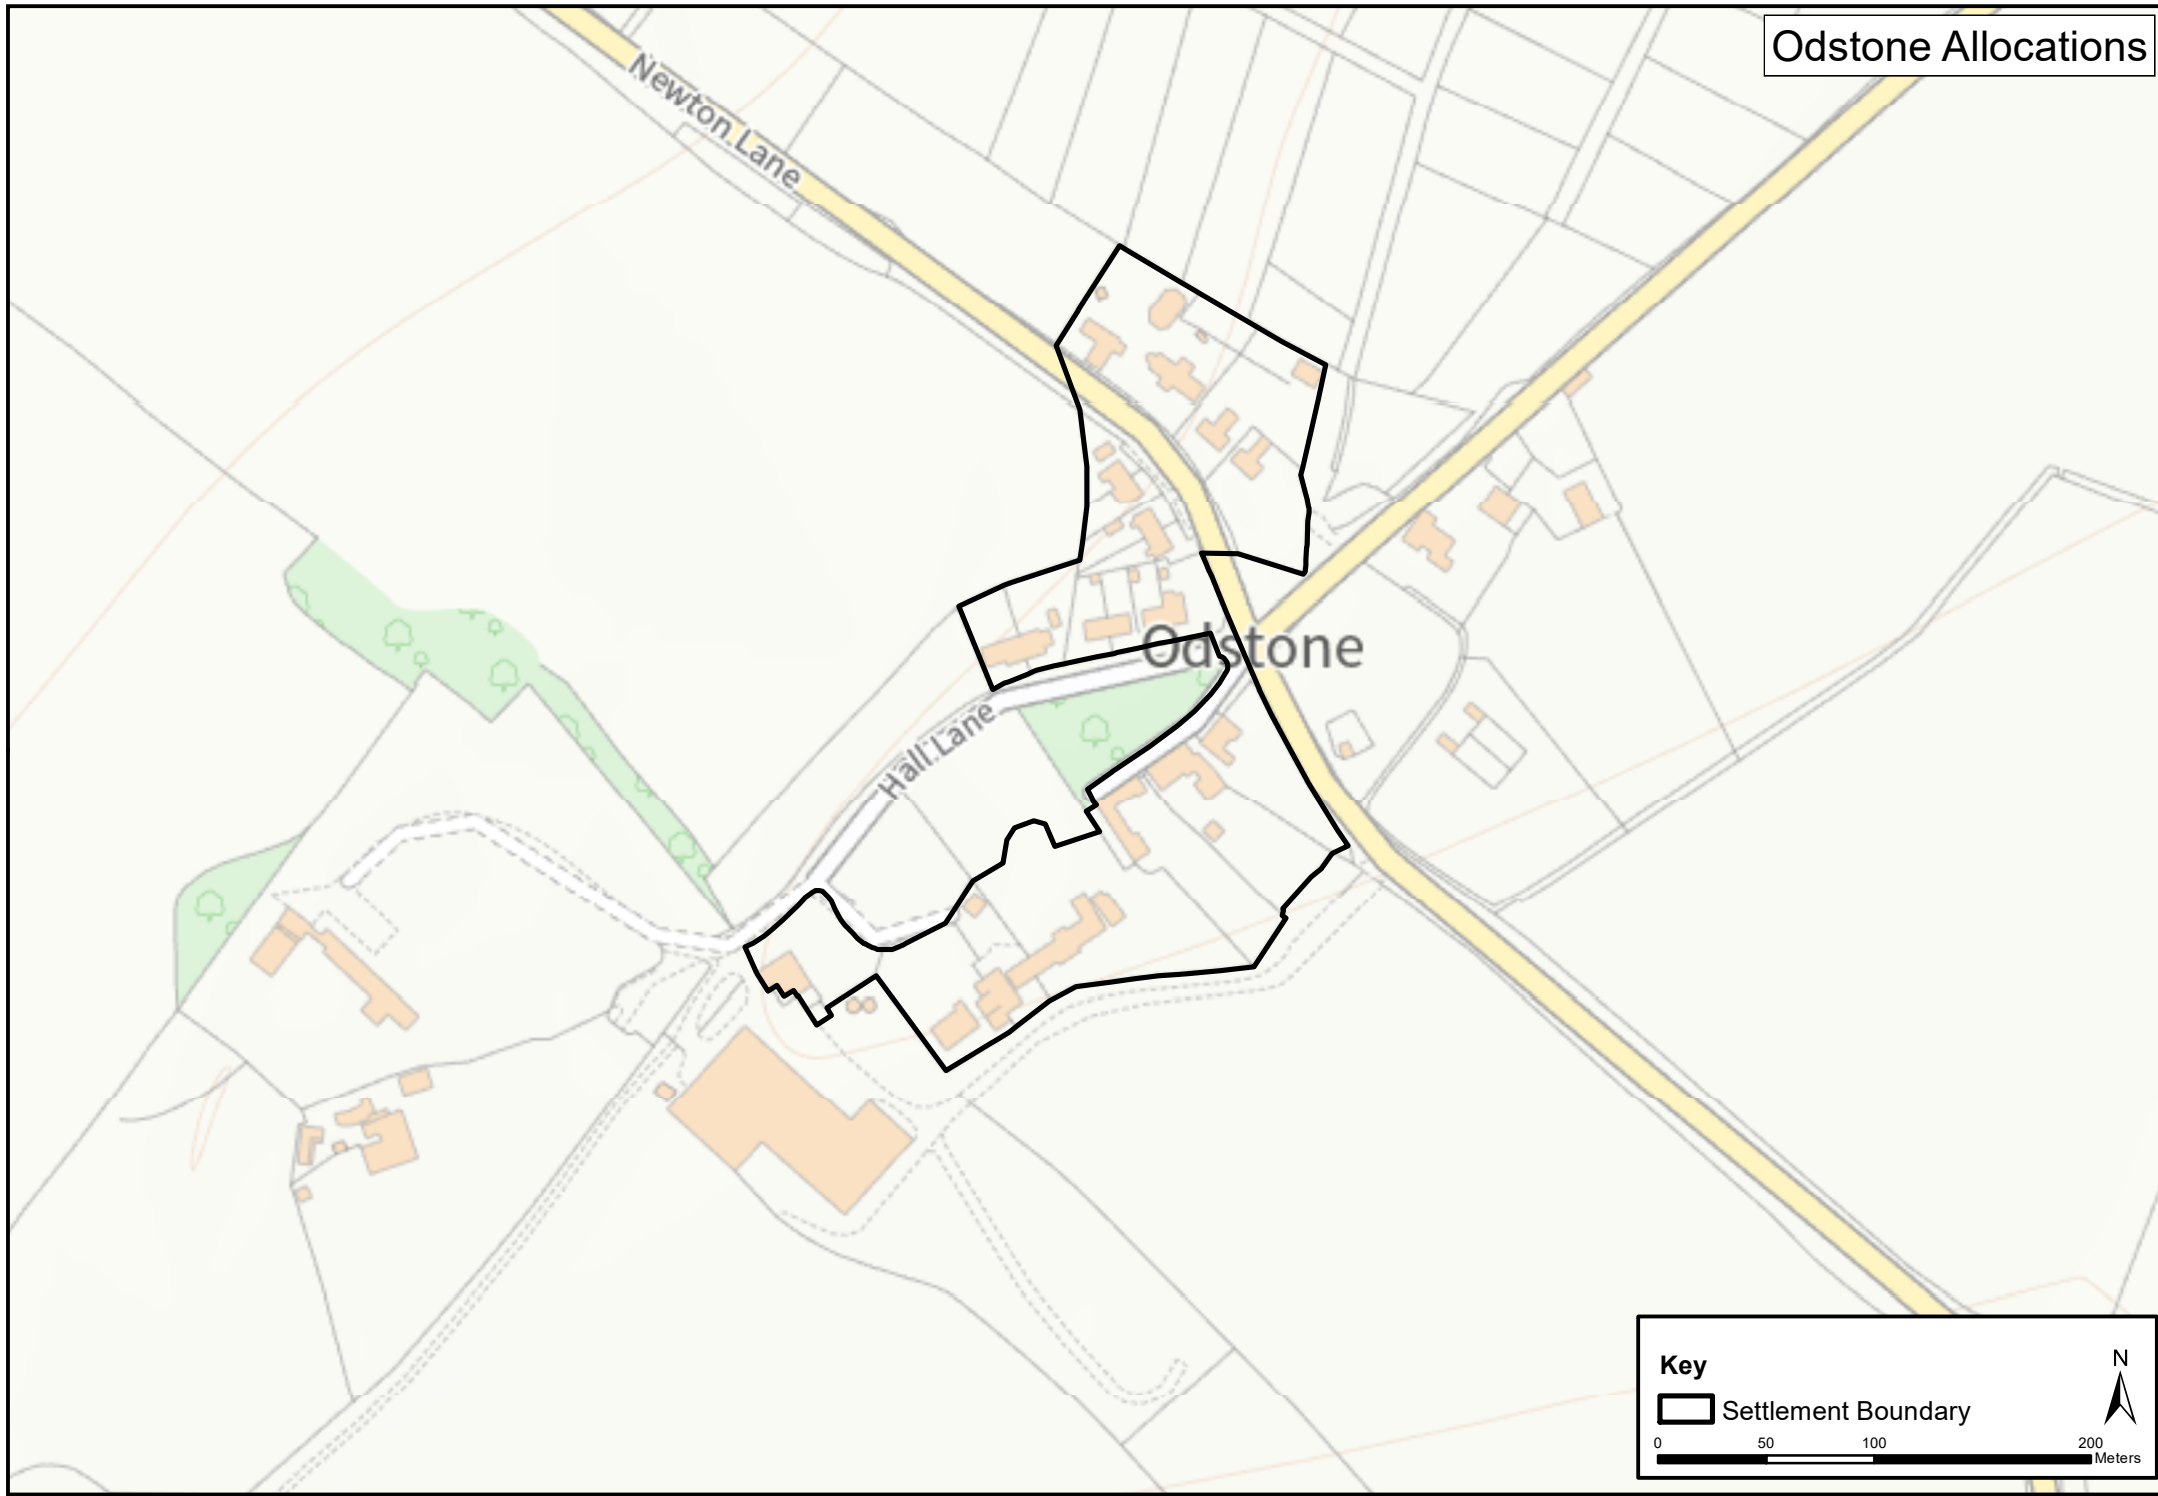 Odstone Allocations
Newton Lane
Odstone
Hall Lane
Key
N
Settlement Boundary
0 50 100 200
Meters